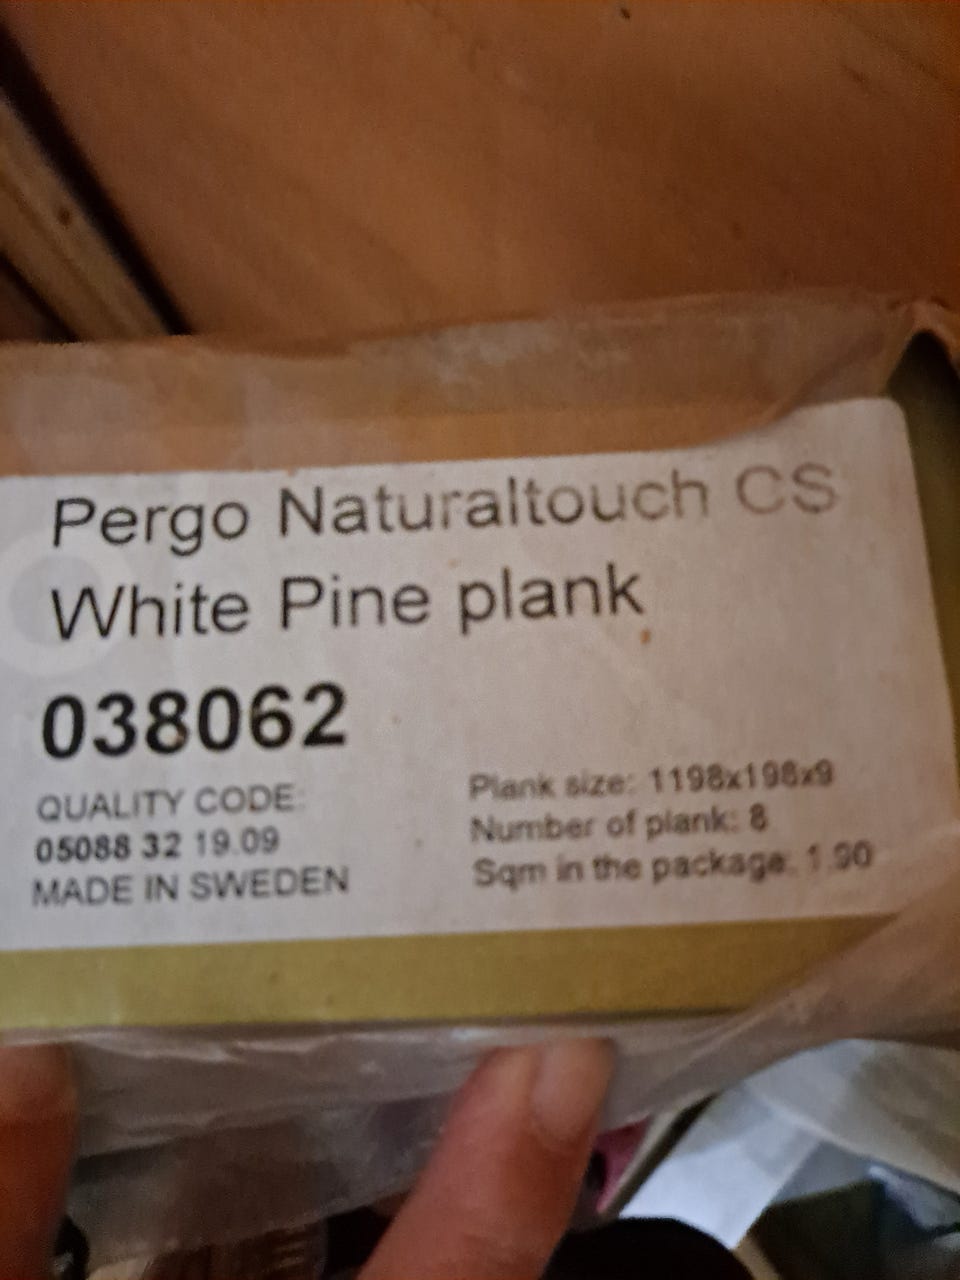 Pergo Naturaltouch CS
White Pine plank
038062
QUALITY CODE:
05088 32 19.09
MADE IN SWEDEN
Plank size: 1198x198x9
Number of plank: 8
Sqm in the package: 1.90